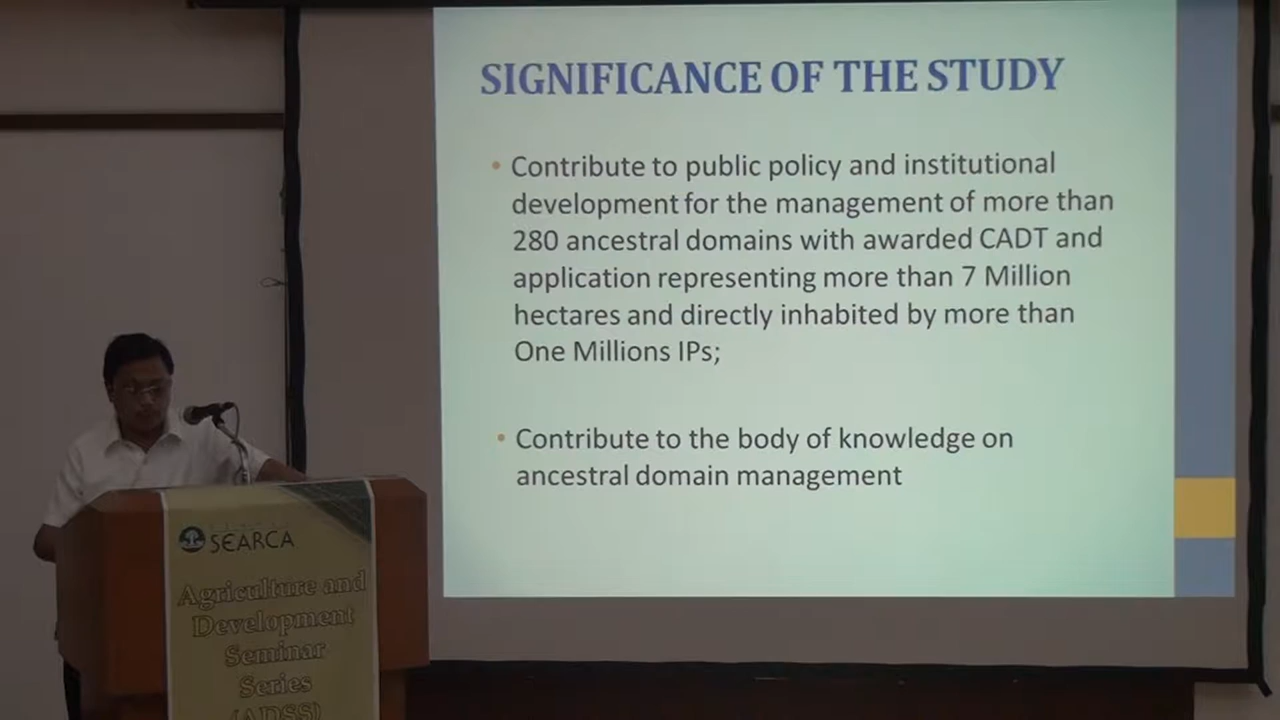 SIGNIFICANCE OF THE STUDY
• Contribute to public policy and institutional
development for the management of more than
280 ancestral domains with awarded CADT and
application representing more than 7 Million
hectares and directly inhabited by more than
One Millions IPs;
• Contribute to the body of knowledge on
ancestral domain management
SEARCA
Agriculture and
Development
Seminar
Series
(ADSS)